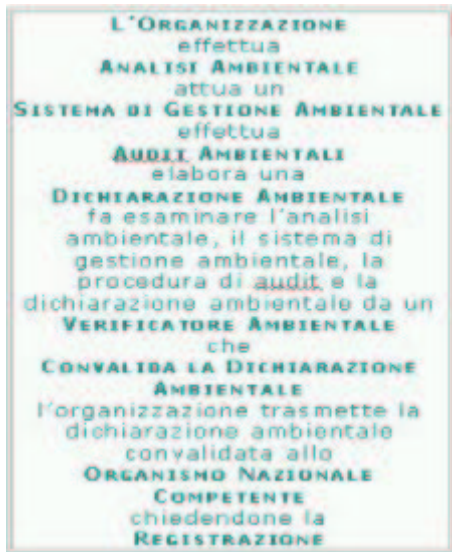 L'ORGANIZZAZIONE
effettua
ANALISI AMBIENTALE
attua un
SISTEMA DI GESTIONE AMBIENTALE
effettua
AUDIT AMBIENTALI
elabora una
DICHIARAZIONE AMBIENTALE
fa esaminare l'analisi
ambientale, il sistema di
gestione ambientale, la
procedura di audit e la
dichiarazione ambientale da un
VERIFICATORE AMBIENTALE
che
CONVALIDA LA DICHIARAZIONE
AMBIENTALE
l'organizzazione trasmette la
dichiarazione ambientale
convalidata allo
ORGANISMO NAZIONALE
COMPETENTE
chiedendone la
REGISTRAZIONE